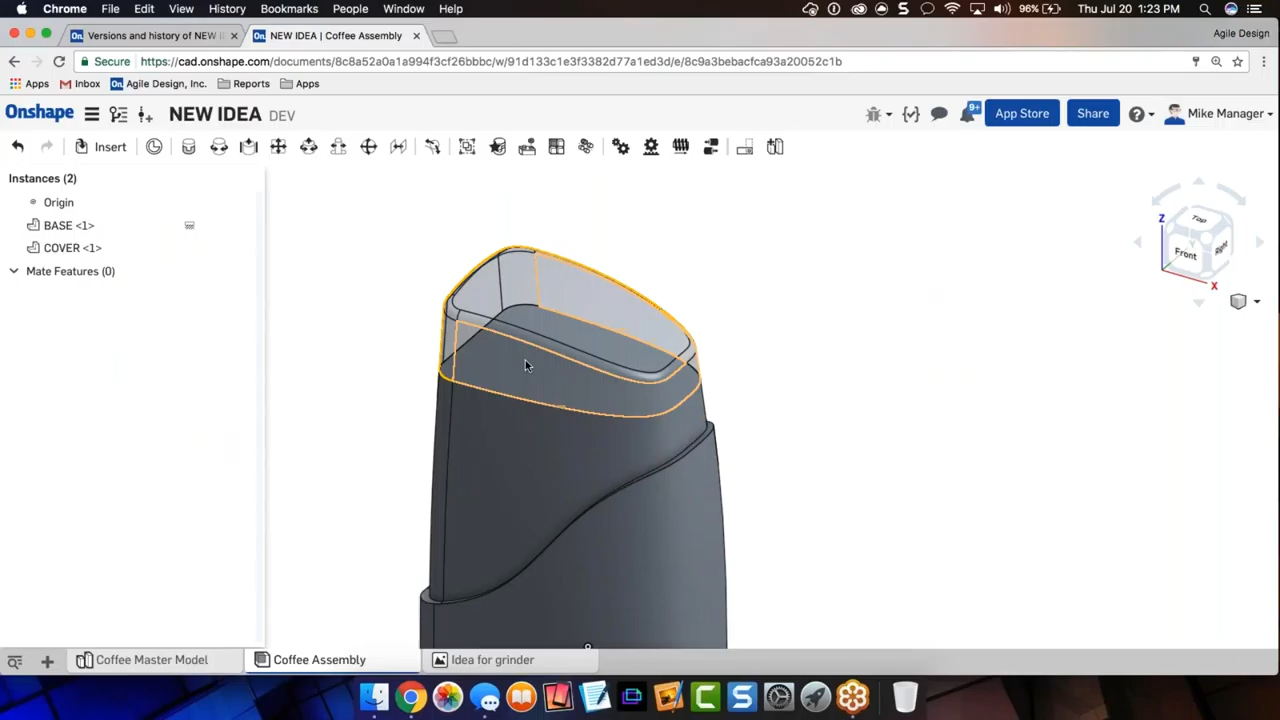 Chrome File Edit View History Bookmarks People Window Help 96% Thu Jul 20 1:23 PM
Versions and history of NEW I NEW IDEA | Coffee Assembly Agile Design
Secure https://cad.onshape.com/documents/8c8a52a0a1a994f3cf26bbbc/w/91d133c1e3f3382d77a1ed3d/e/8c9a3bebacfca93a20052c1b
Apps Inbox Agile Design, Inc. Reports Apps
Onshape NEW IDEA DEV 9+ App Store Share Mike Manager
Insert
Instances (2)
Origin
BASE <1>
COVER <1>
Mate Features (0)
Top
Z
Y
Front Right
X
Coffee Master Model Coffee Assembly Idea for grinder